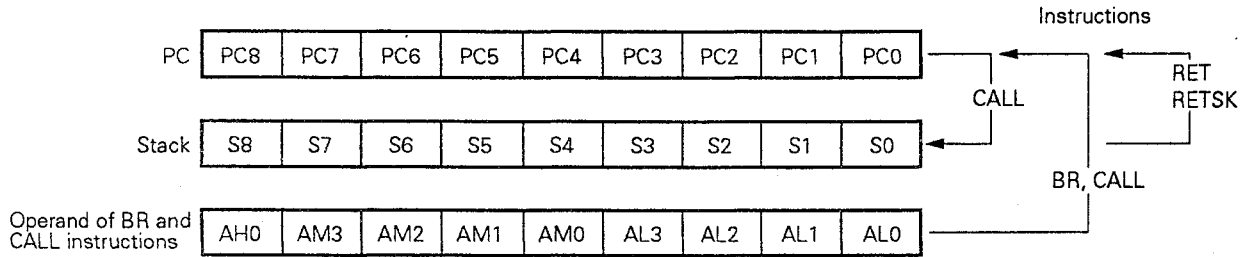 Instructions
PC PC8 PC7 PC6 PC5 PC4 PC3 PC2 PC1 PC0
RET
RETSK
CALL
Stack S8 S7 S6 S5 S4 S3 S2 S1 S0
BR, CALL
Operand of BR and
CALL instructions
AH0 AM3 AM2 AM1 AM0 AL3 AL2 AL1 AL0